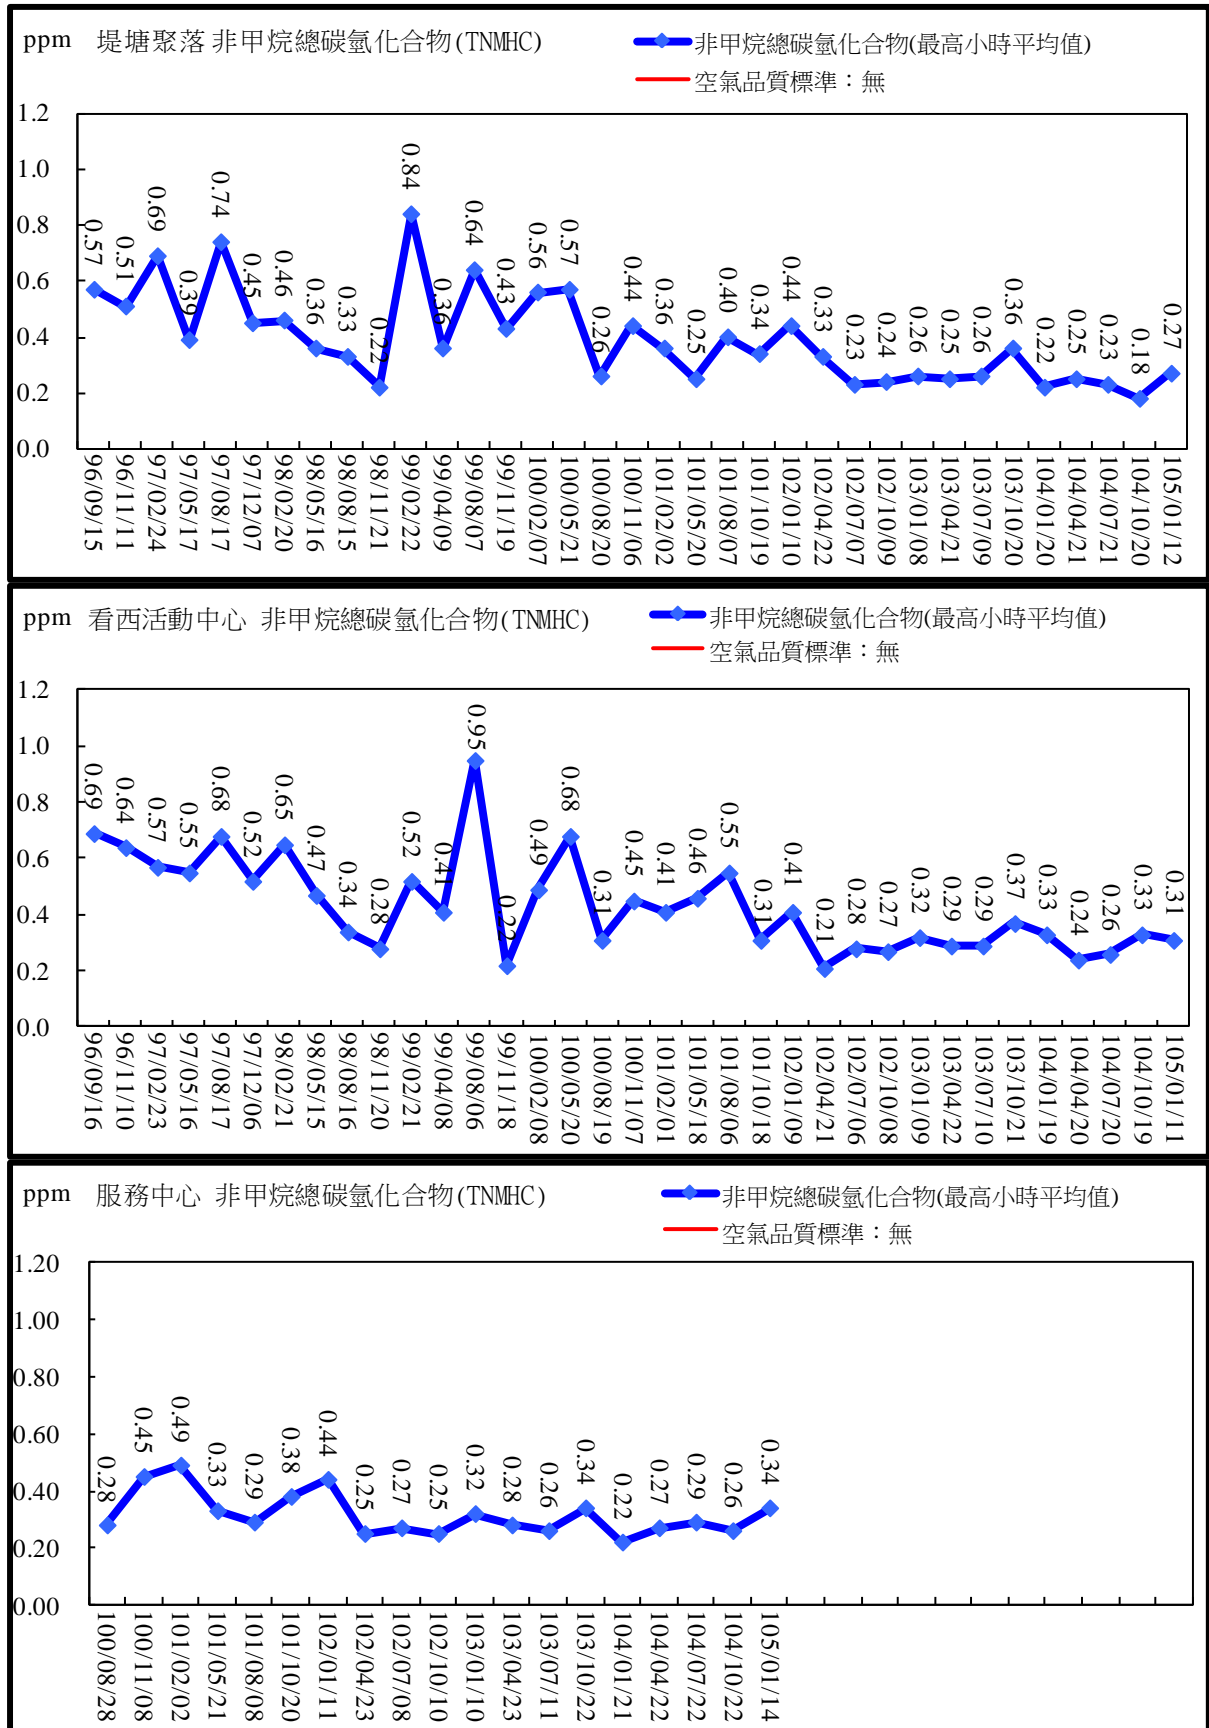 ppm 堤塘聚落 非甲烷總碳氫化合物(TNMHC)
非甲烷總碳氫化合物(最高小時平均值)
空氣品質標準：無
1.2
1.0
0.8
0.6
0.4
0.2
0.0
0.57 0.51 0.69 0.39 0.74 0.45 0.46 0.36 0.33 0.22 0.84 0.36 0.64 0.43 0.56 0.57 0.26 0.44 0.36 0.25 0.40 0.34 0.44 0.33 0.23 0.24 0.26 0.25 0.26 0.36 0.22 0.25 0.23 0.18 0.27
96/09/15 96/11/11 97/02/24 97/05/17 97/08/17 97/12/07 98/02/20 98/05/16 98/08/15 98/11/21 99/02/22 99/04/09 99/08/07 99/11/19 100/02/07 100/05/21 100/08/20 100/11/06 101/02/02 101/05/20 101/08/07 101/10/19 102/01/10 102/04/22 102/07/07 102/10/09 103/01/08 103/04/21 103/07/09 103/10/20 104/01/20 104/04/21 104/07/21 104/10/20 105/01/12
ppm 看西活動中心 非甲烷總碳氫化合物(TNMHC)
非甲烷總碳氫化合物(最高小時平均值)
空氣品質標準：無
1.2
1.0
0.8
0.6
0.4
0.2
0.0
0.69 0.64 0.57 0.55 0.68 0.52 0.65 0.47 0.34 0.28 0.52 0.41 0.95 0.22 0.49 0.68 0.31 0.45 0.41 0.46 0.55 0.31 0.41 0.21 0.28 0.27 0.32 0.29 0.29 0.37 0.33 0.24 0.26 0.33 0.31
96/09/16 96/11/10 97/02/23 97/05/16 97/08/17 97/12/06 98/02/21 98/05/15 98/08/16 98/11/20 99/02/21 99/04/08 99/08/06 99/11/18 100/02/08 100/05/20 100/08/19 100/11/07 101/02/01 101/05/18 101/08/06 101/10/18 102/01/09 102/04/21 102/07/06 102/10/08 103/01/09 103/04/22 103/07/10 103/10/21 104/01/19 104/04/20 104/07/20 104/10/19 105/01/11
ppm 服務中心 非甲烷總碳氫化合物(TNMHC)
非甲烷總碳氫化合物(最高小時平均值)
空氣品質標準：無
1.20
1.00
0.80
0.60
0.40
0.20
0.00
0.28 0.45 0.49 0.33 0.29 0.38 0.44 0.25 0.27 0.25 0.32 0.28 0.26 0.34 0.22 0.27 0.29 0.26 0.34
100/08/28 100/11/08 101/02/02 101/05/21 101/08/08 101/10/20 102/01/11 102/04/23 102/07/08 102/10/10 103/01/10 103/04/23 103/07/11 103/10/22 104/01/21 104/04/22 104/07/22 104/10/22 105/01/14